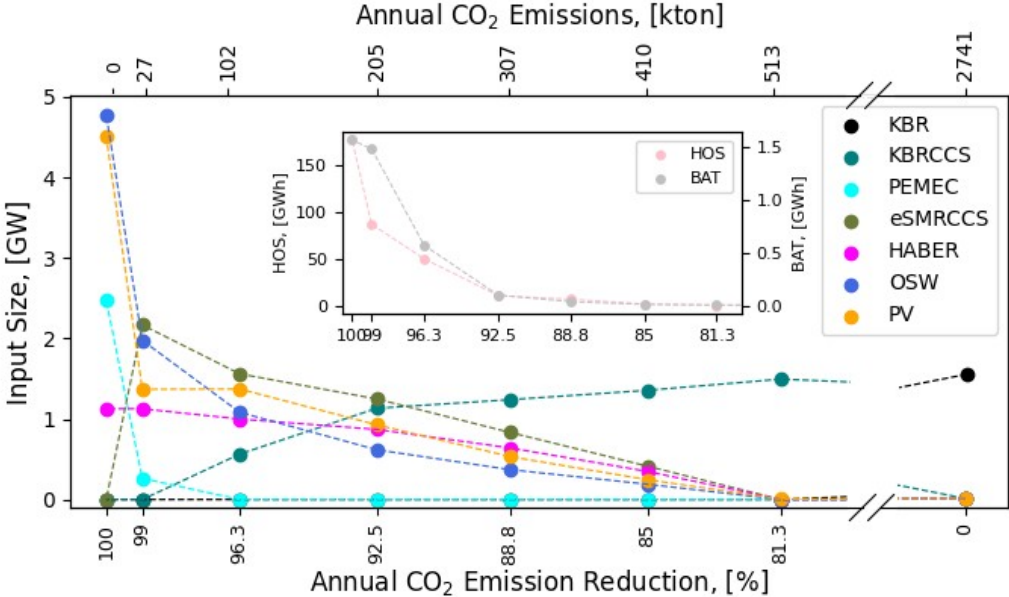 Annual CO₂ Emissions, [kton]
0 27 102 205 307 410 513 2741
5
4
3
2
1
0
Input Size, [GW]
KBR
KBRCCS
PEMEC
eSMRCCS
HABER
OSW
PV
HOS
BAT
150
100
50
0
HOS, [GWh]
1.5
1.0
0.5
0.0
BAT, [GWh]
100 99 96.3 92.5 88.8 85 81.3
100 99 96.3 92.5 88.8 85 81.3 0
Annual CO₂ Emission Reduction, [%]